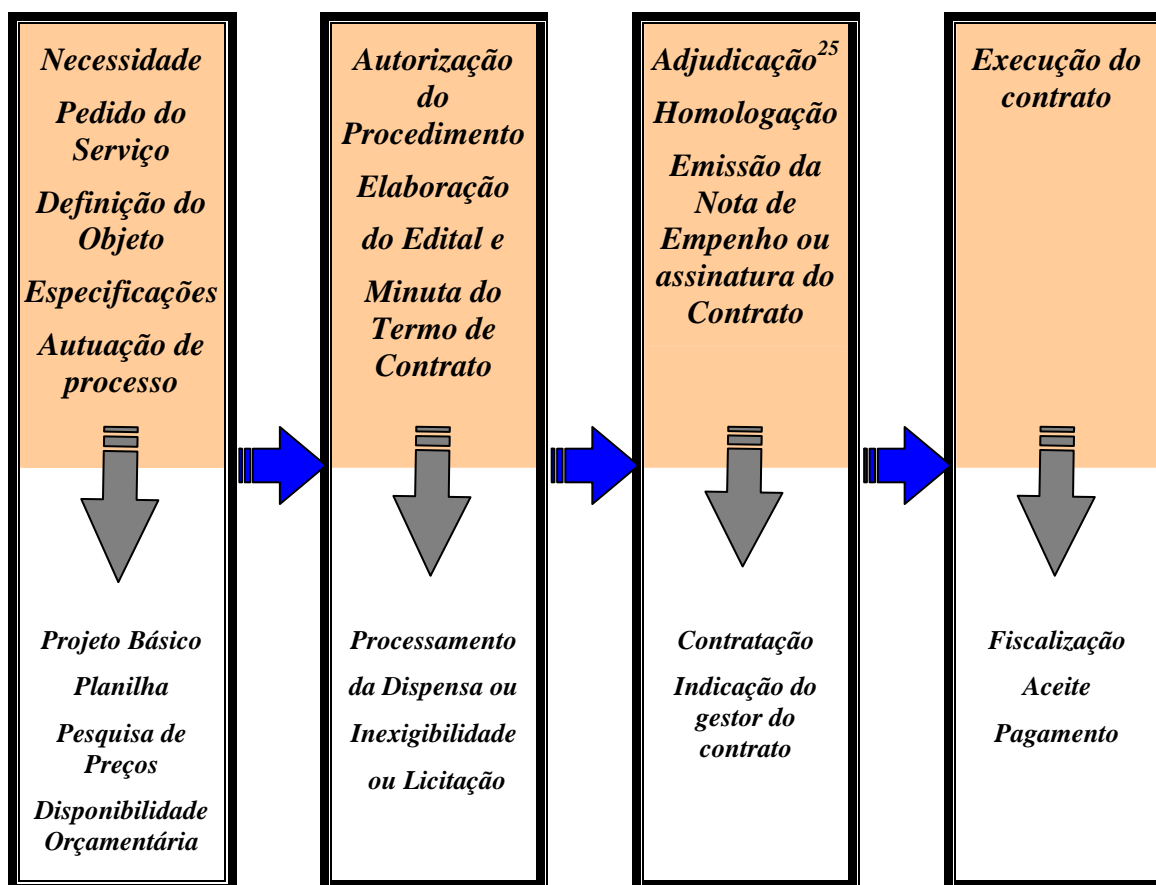 Necessidade
Pedido do
Serviço
Definição do
Objeto
Especificações
Autuação de
processo
Projeto Básico
Planilha
Pesquisa de
Preços
Disponibilidade
Orçamentária
Autorização
do
Procedimento
Elaboração
do Edital e
Minuta do
Termo de
Contrato
Processamento
da Dispensa ou
Inexigibilidade
ou Licitação
Adjudicação25
Homologação
Emissão da
Nota de
Empenho ou
assinatura do
Contrato
Contratação
Indicação do
gestor do
contrato
Execução do
contrato
Fiscalização
Aceite
Pagamento